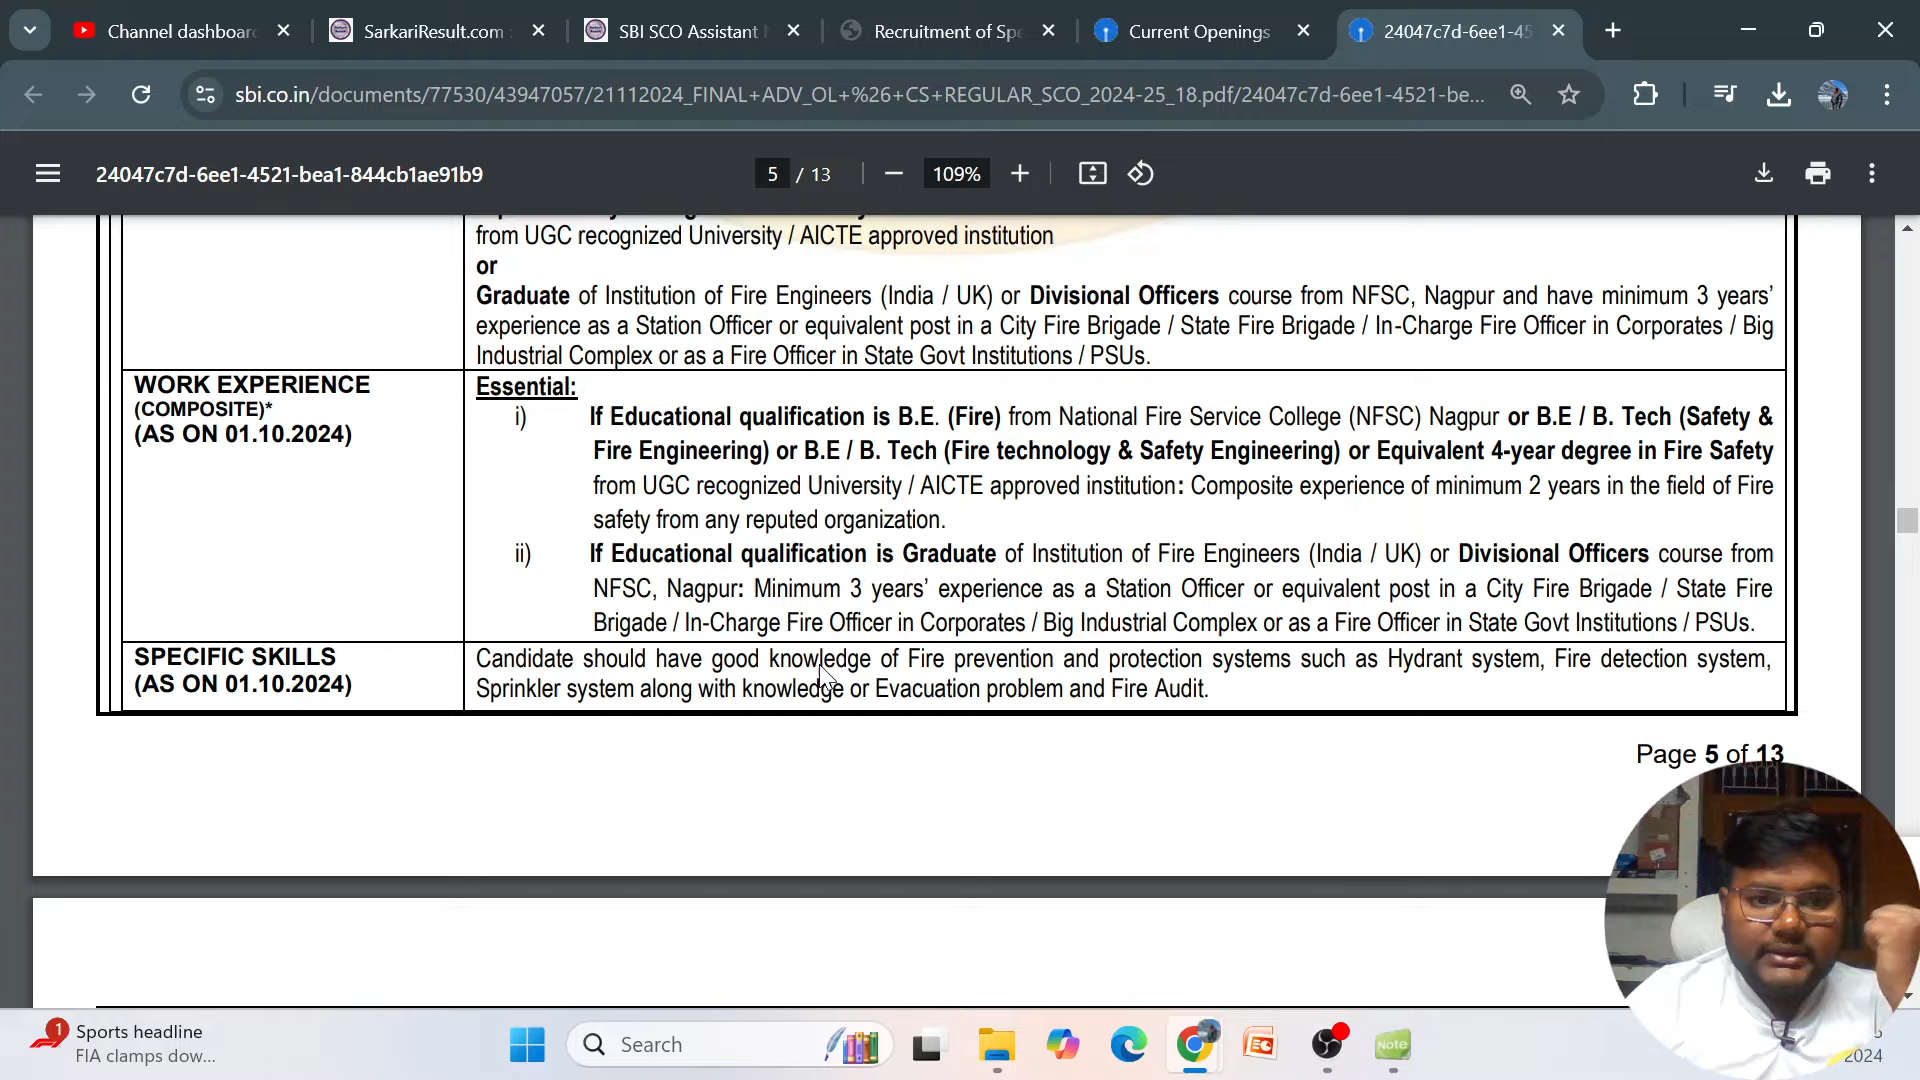 Channel dashboard
SarkariResult.com :
SBI SCO Assistant
Recruitment of Spe
Current Openings
24047c7d-6ee1-45
sbi.co.in/documents/77530/43947057/21112024_FINAL+ADV_OL+%26+CS+REGULAR_SCO_2024-25_18.pdf/24047c7d-6ee1-4521-be...
24047c7d-6ee1-4521-bea1-844cb1ae91b9
5 / 13
109%
from UGC recognized University / AICTE approved institution
or
Graduate of Institution of Fire Engineers (India / UK) or Divisional Officers course from NFSC, Nagpur and have minimum 3 years'
experience as a Station Officer or equivalent post in a City Fire Brigade / State Fire Brigade / In-Charge Fire Officer in Corporates / Big
Industrial Complex or as a Fire Officer in State Govt Institutions / PSUs.
WORK EXPERIENCE
(COMPOSITE)*
(AS ON 01.10.2024)
Essential:
i) If Educational qualification is B.E. (Fire) from National Fire Service College (NFSC) Nagpur or B.E / B. Tech (Safety &
Fire Engineering) or B.E / B. Tech (Fire technology & Safety Engineering) or Equivalent 4-year degree in Fire Safety
from UGC recognized University / AICTE approved institution: Composite experience of minimum 2 years in the field of Fire
safety from any reputed organization.
ii) If Educational qualification is Graduate of Institution of Fire Engineers (India / UK) or Divisional Officers course from
NFSC, Nagpur: Minimum 3 years' experience as a Station Officer or equivalent post in a City Fire Brigade / State Fire
Brigade / In-Charge Fire Officer in Corporates / Big Industrial Complex or as a Fire Officer in State Govt Institutions / PSUs.
SPECIFIC SKILLS
(AS ON 01.10.2024)
Candidate should have good knowledge of Fire prevention and protection systems such as Hydrant system, Fire detection system,
Sprinkler system along with knowledge or Evacuation problem and Fire Audit.
Page 5 of 13
1
Sports headline
FIA clamps dow...
Search
Note
2024